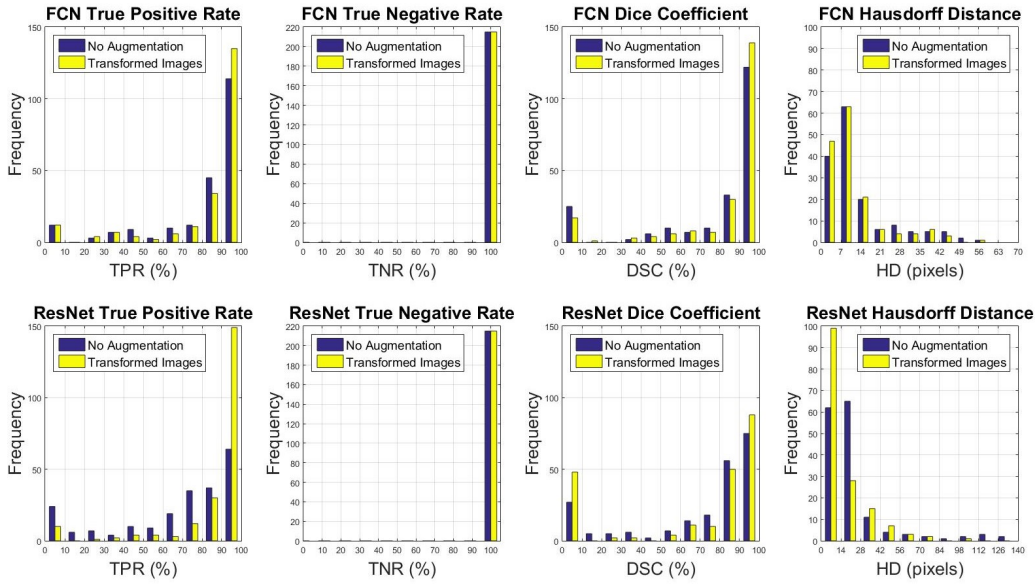 FCN True Positive Rate
No Augmentation
Transformed Images
Frequency
150
100
50
0
0 10 20 30 40 50 60 70 80 90 100
TPR (%)
FCN True Negative Rate
No Augmentation
Transformed Images
Frequency
220
200
180
160
140
120
100
80
60
40
20
0
0 10 20 30 40 50 60 70 80 90 100
TNR (%)
FCN Dice Coefficient
No Augmentation
Transformed Images
Frequency
150
100
50
0
0 10 20 30 40 50 60 70 80 90 100
DSC (%)
FCN Hausdorff Distance
No Augmentation
Transformed Images
Frequency
100
90
80
70
60
50
40
30
20
10
0
0 7 14 21 28 35 42 49 56 63 70
HD (pixels)
ResNet True Positive Rate
No Augmentation
Transformed Images
Frequency
150
100
50
0
0 10 20 30 40 50 60 70 80 90 100
TPR (%)
ResNet True Negative Rate
No Augmentation
Transformed Images
Frequency
220
200
180
160
140
120
100
80
60
40
20
0
0 10 20 30 40 50 60 70 80 90 100
TNR (%)
ResNet Dice Coefficient
No Augmentation
Transformed Images
Frequency
150
100
50
0
0 10 20 30 40 50 60 70 80 90 100
DSC (%)
ResNet Hausdorff Distance
No Augmentation
Transformed Images
Frequency
100
90
80
70
60
50
40
30
20
10
0
0 14 28 42 56 70 84 98 112 126 140
HD (pixels)